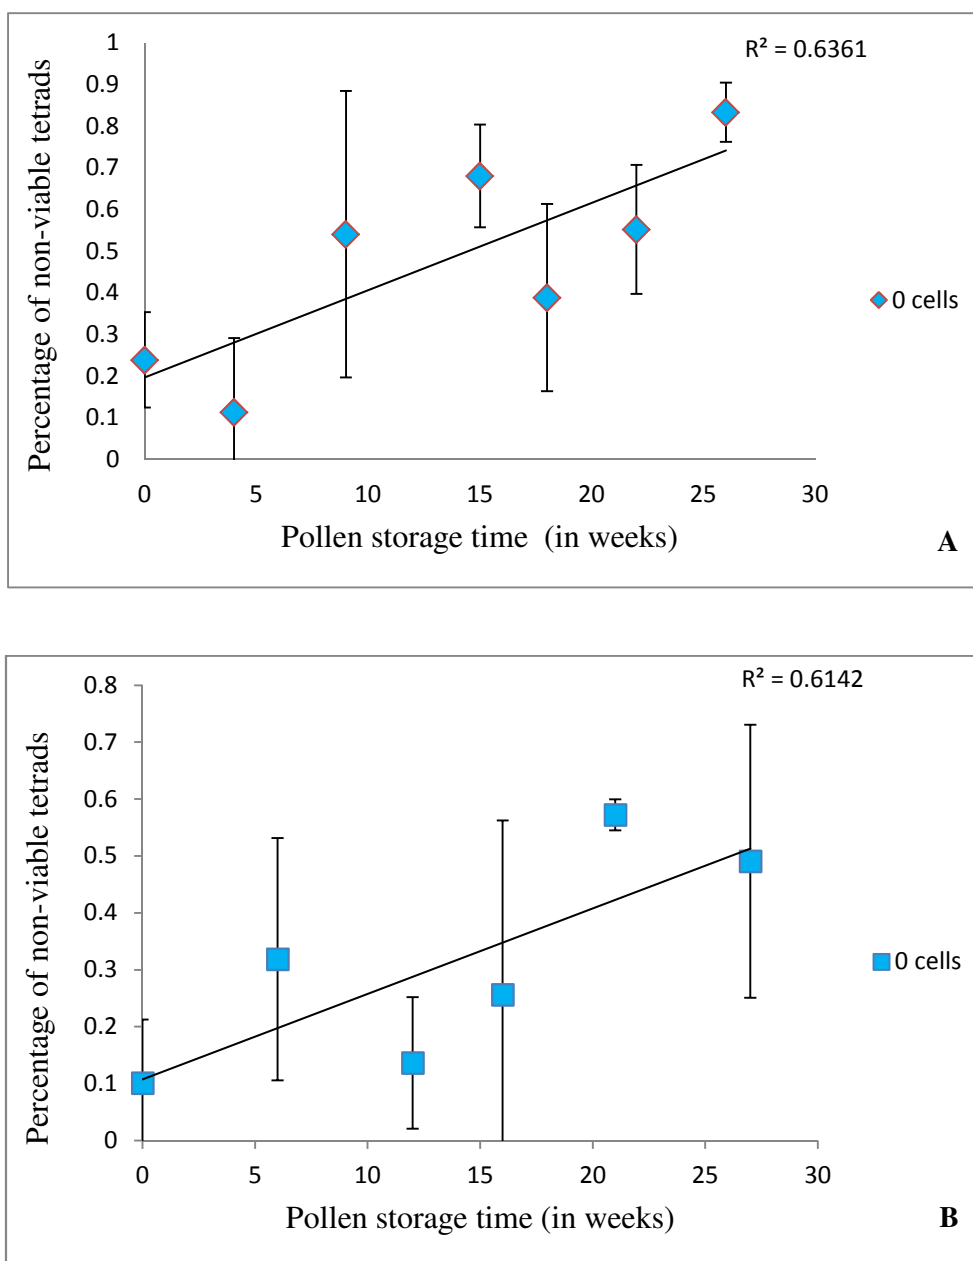 R² = 0.6361
Percentage of non-viable tetrads
1
0.9
0.8
0.7
0.6
0.5
0.4
0.3
0.2
0.1
0
0 5 10 15 20 25 30
0 cells
Pollen storage time (in weeks)
A
R² = 0.6142
Percentage of non-viable tetrads
0.8
0.7
0.6
0.5
0.4
0.3
0.2
0.1
0
0 5 10 15 20 25 30
0 cells
Pollen storage time (in weeks)
B